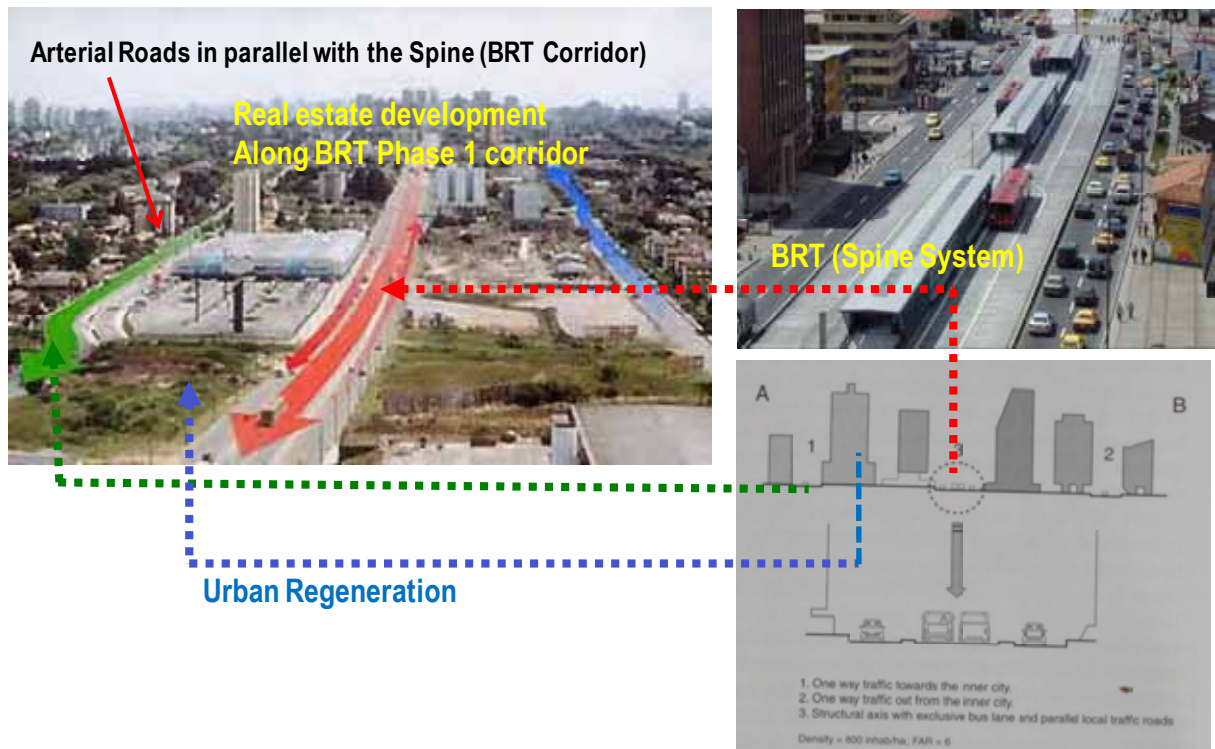 Arterial Roads in parallel with the Spine (BRT Corridor)
Real estate development
Along BRT Phase 1 corridor
BRT (Spine System)
A
B
1
3
2
Urban Regeneration
1. One way traffic towards the nner city.
2. One way traffic out from the inner city.
3. Structural axis with exclusive bus lane and parallel local traffic roads
Density = 600 inhab/ha; FAR = 6